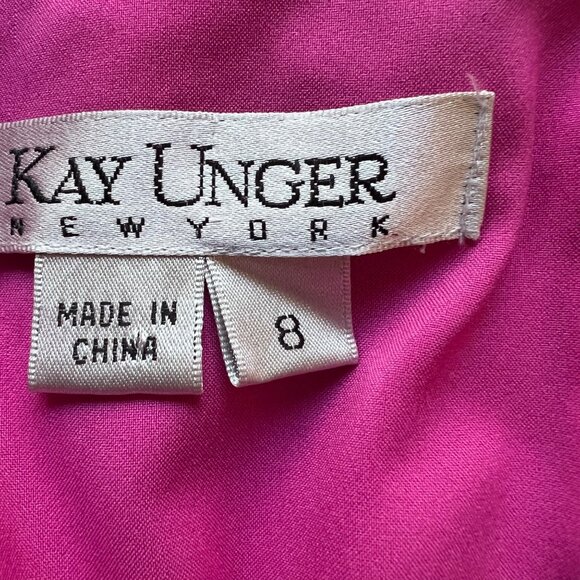 KAY UNGER
NEW YORK
MADE IN
CHINA
8